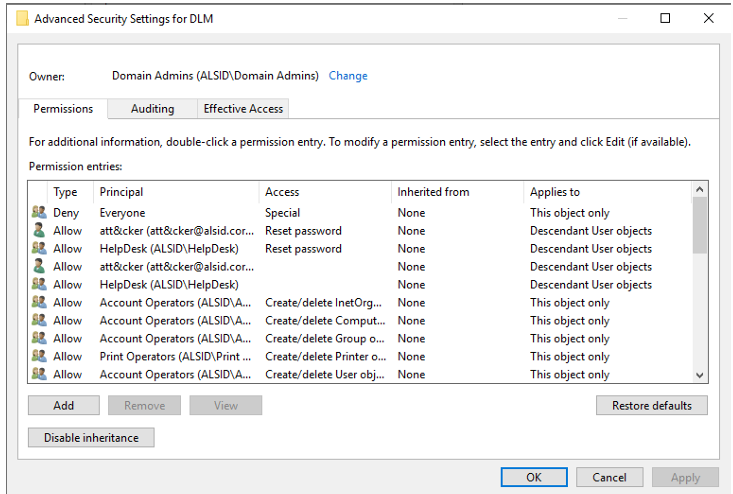 Advanced Security Settings for DLM
Owner: Domain Admins (ALSID\Domain Admins) Change
Permissions Auditing Effective Access
For additional information, double-click a permission entry. To modify a permission entry, select the entry and click Edit (if available).
Permission entries:
Type Principal Access Inherited from Applies to
Deny Everyone Special None This object only
Allow att&cker (att&cker@alsid.cor... Reset password None Descendant User objects
Allow HelpDesk (ALSID\HelpDesk) Reset password None Descendant User objects
Allow att&cker (att&cker@alsid.cor... None Descendant User objects
Allow HelpDesk (ALSID\HelpDesk) None Descendant User objects
Allow Account Operators (ALSID\A... Create/delete InetOrg... None This object only
Allow Account Operators (ALSID\A... Create/delete Comput... None This object only
Allow Account Operators (ALSID\A... Create/delete Group o... None This object only
Allow Print Operators (ALSID\Print ... Create/delete Printer o... None This object only
Allow Account Operators (ALSID\A... Create/delete User obj... None This object only
Add Remove View Restore defaults
Disable inheritance
OK Cancel Apply